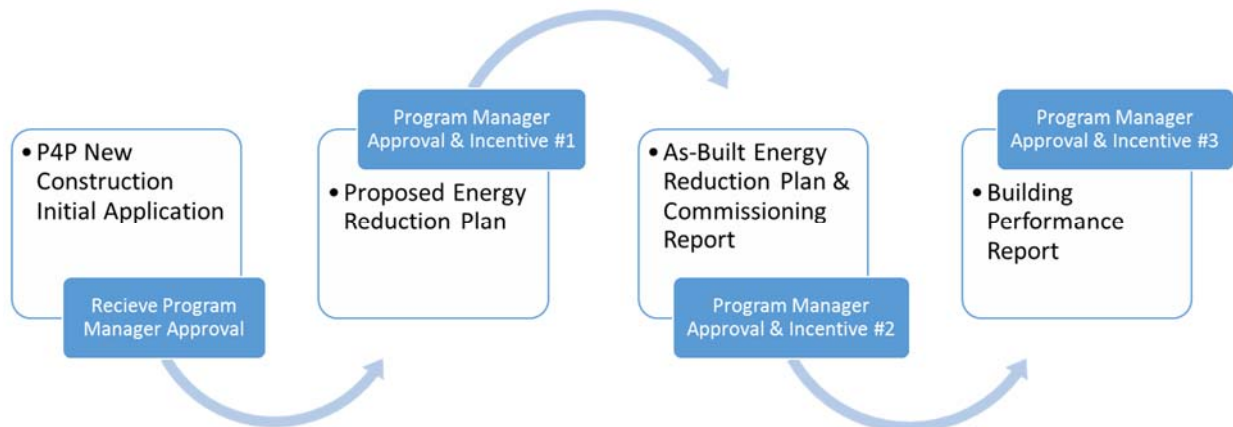 • P4P New
Construction
Initial Application
Recieve Program
Manager Approval
Program Manager
Approval & Incentive #1
• Proposed Energy
Reduction Plan
• As-Built Energy
Reduction Plan &
Commissioning
Report
Program Manager
Approval & Incentive #2
Program Manager
Approval & Incentive #3
• Building
Performance
Report